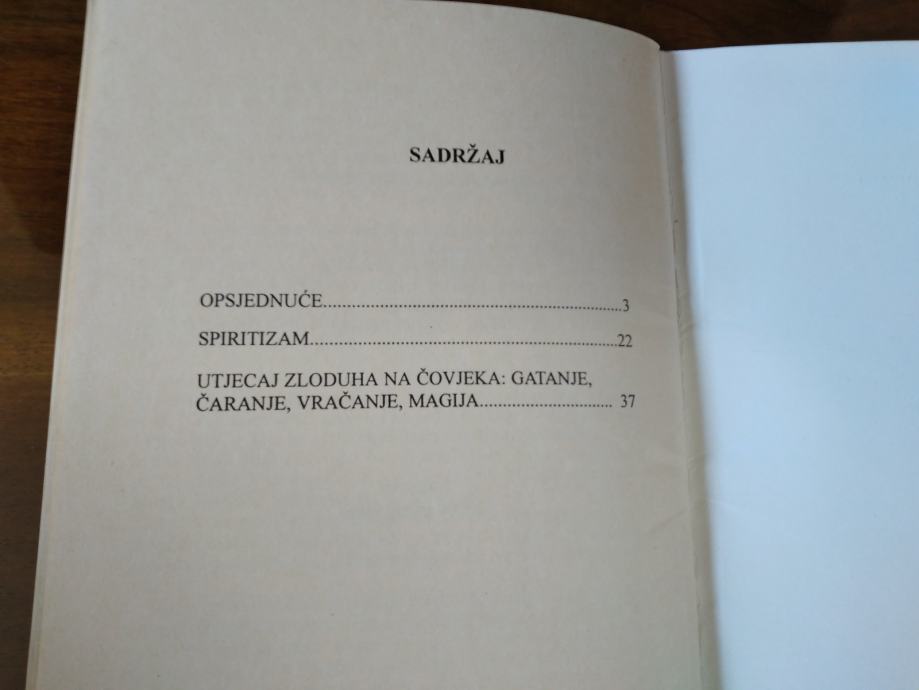 SADRŽAJ
OPSJEDNUĆE..................................................................3
SPIRITIZAM....................................................................22
UTJECAJ ZLODUHA NA ČOVJEKA: GATANJE,
ČARANJE, VRAČANJE, MAGIJA............................. 37